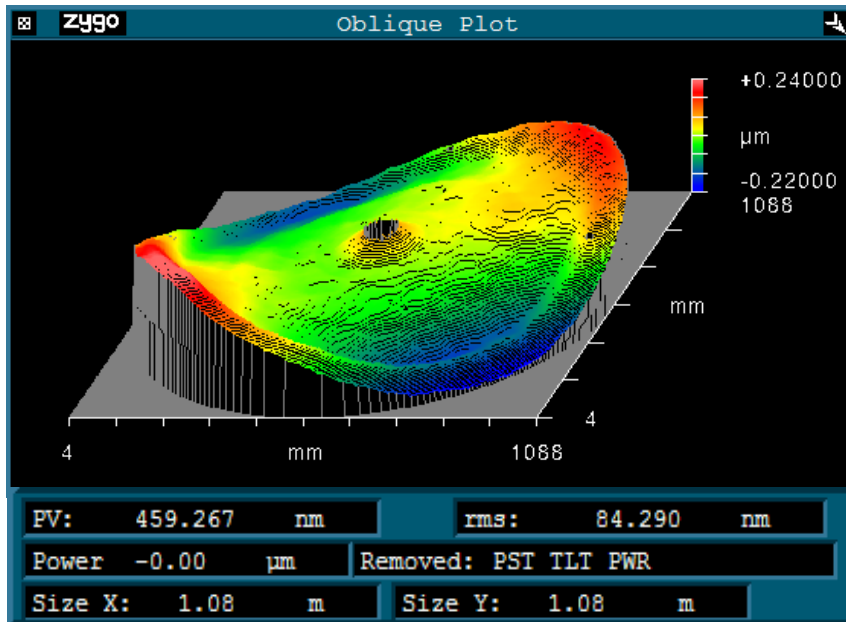 zygo Oblique Plot
+0.24000
µm
-0.22000
1088
mm
4
4 mm 1088
PV: 459.267 nm rms: 84.290 nm
Power -0.00 µm Removed: PST TLT PWR
Size X: 1.08 m Size Y: 1.08 m